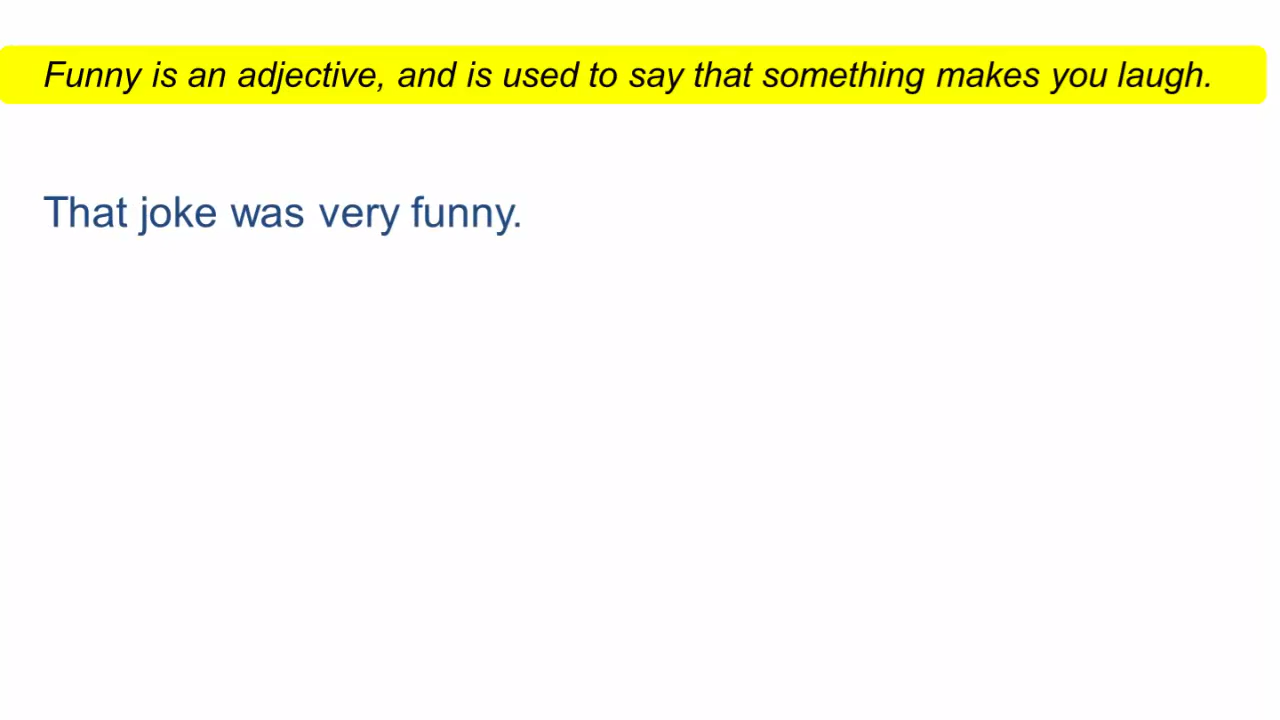 Funny is an adjective, and is used to say that something makes you laugh.
That joke was very funny.